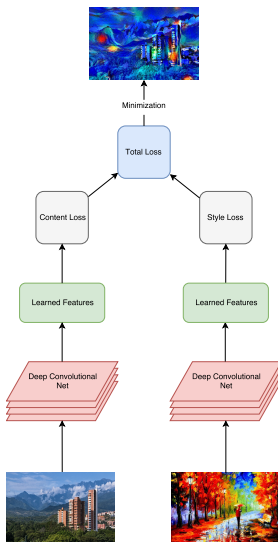 Minimization
Total Loss
Content Loss
Style Loss
Learned Features
Learned Features
Deep Convolutional
Net
Deep Convolutional
Net